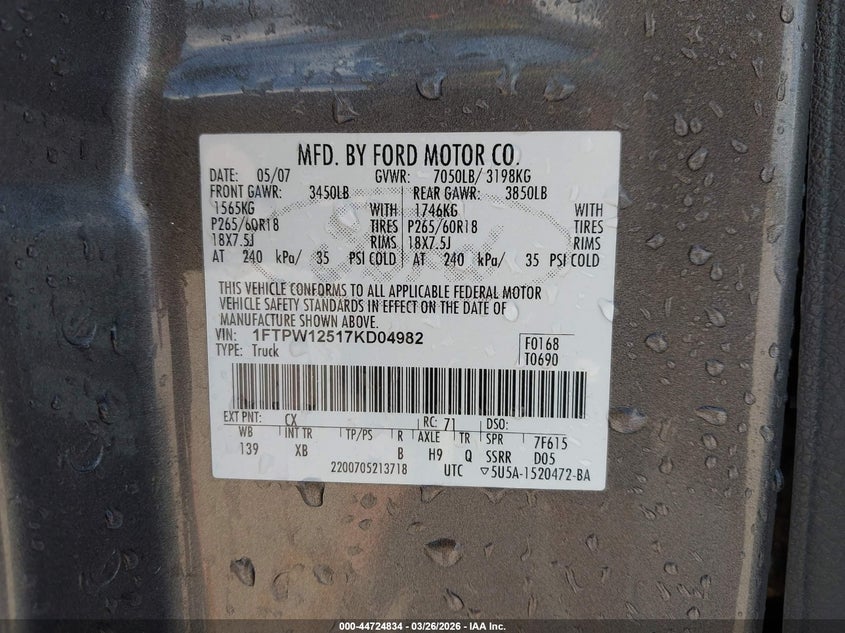 MFD. BY FORD MOTOR CO.
DATE: 05/07 GVWR: 7050LB/ 3198KG
FRONT GAWR: 3450LB REAR GAWR: 3850LB
1565KG WITH 1746KG WITH
P265/60R18 TIRES P265/60R18 TIRES
18X7.5J RIMS 18X7.5J RIMS
AT 240 kPa/ 35 PSI COLD AT 240 kPa/ 35 PSI COLD
THIS VEHICLE CONFORMS TO ALL APPLICABLE FEDERAL MOTOR
VEHICLE SAFETY STANDARDS IN EFFECT ON THE DATE OF
MANUFACTURE SHOWN ABOVE.
VIN: 1FTPW12517KD04982
TYPE: Truck
F0168
T0690
EXT PNT: CX RC: 71 DSO:
WB INT TR TP/PS R AXLE TR SPR 7F615
139 XB B H9 Q SSRR D05
2200705213718 UTC ▽5U5A-1520472-BA
000-44724834 - 03/26/2026 - IAA Inc.